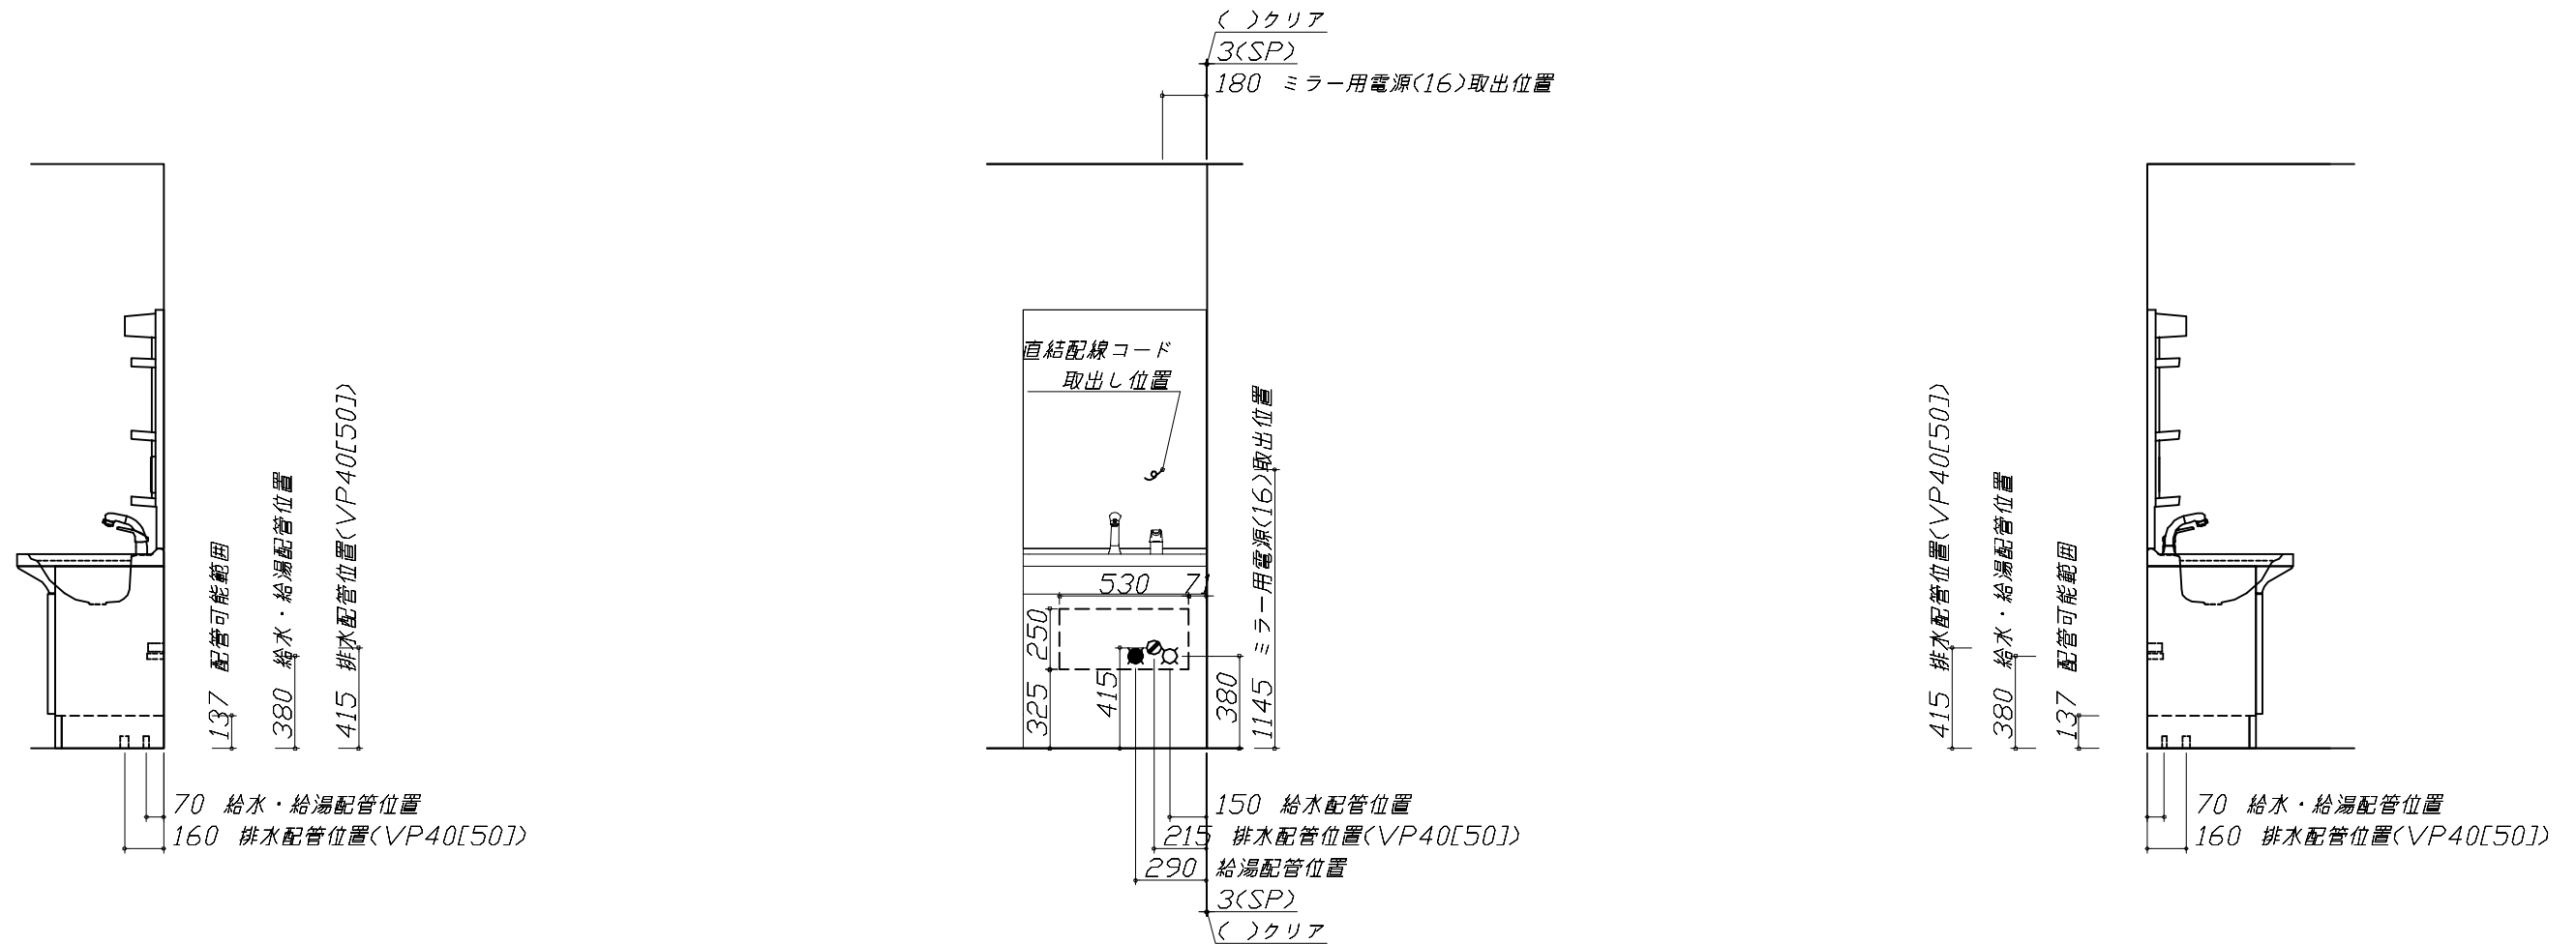 ( )クリア
3(SP)
180 ミラー用電源(16)取出位置
直結配線コード
取出し位置
137 配管可能範囲
380 給水・給湯配管位置
415 排水配管位置(VP40[50])
70 給水・給湯配管位置
160 排水配管位置(VP40[50])
530
71
250
325
415
380
1145 ミラー用電源(16)取出位置
150 給水配管位置
215 排水配管位置(VP40[50])
290 給湯配管位置
3(SP)
( )クリア
415 排水配管位置(VP40[50])
380 給水・給湯配管位置
137 配管可能範囲
70 給水・給湯配管位置
160 排水配管位置(VP40[50])